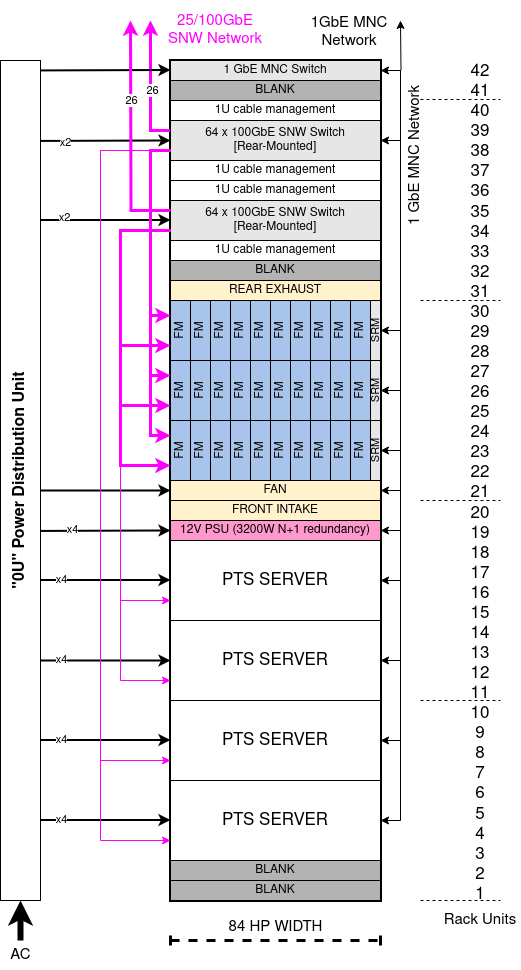 25/100GbE
SNW Network
1GbE MNC
Network
26
26
1 GbE MNC Switch
BLANK
1U cable management
64 x 100GbE SNW Switch
[Rear-Mounted]
1U cable management
1U cable management
64 x 100GbE SNW Switch
[Rear-Mounted]
1U cable management
BLANK
REAR EXHAUST
FM FM FM FM FM FM FM FM FM FM SRM
FM FM FM FM FM FM FM FM FM FM SRM
FM FM FM FM FM FM FM FM FM FM SRM
FAN
FRONT INTAKE
12V PSU (3200W N+1 redundancy)
PTS SERVER
PTS SERVER
PTS SERVER
PTS SERVER
BLANK
BLANK
x2
x2
x4
x4
x4
x4
x4
"0U" Power Distribution Unit
AC
1 GbE MNC Network
42
41
40
39
38
37
36
35
34
33
32
31
30
29
28
27
26
25
24
23
22
21
20
19
18
17
16
15
14
13
12
11
10
9
8
7
6
5
4
3
2
1
Rack Units
84 HP WIDTH